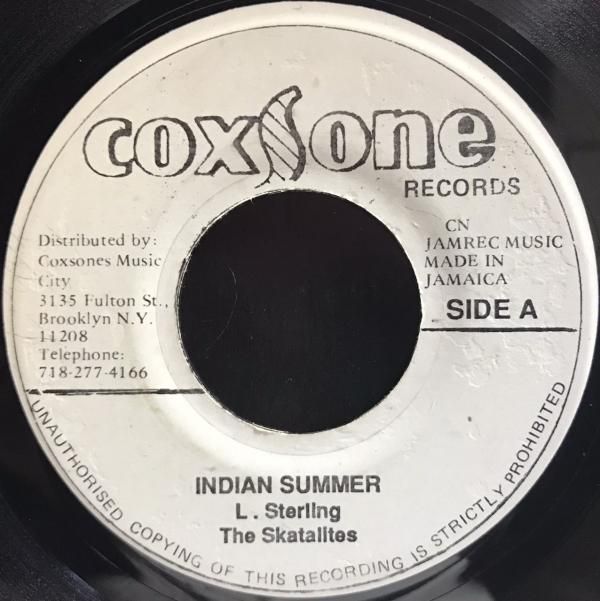 coxsone
RECORDS
Distributed by:
Coxsones Music
City
3135 Fulton St.,
Brooklyn N.Y.
11208
Telephone:
718-277-4166
CN
JAMREC MUSIC
MADE IN
JAMAICA
SIDE A
INDIAN SUMMER
L. Sterling
The Skatalites
UNAUTHORISED COPYING OF THIS RECORDING IS STRICTLY PROHIBITED